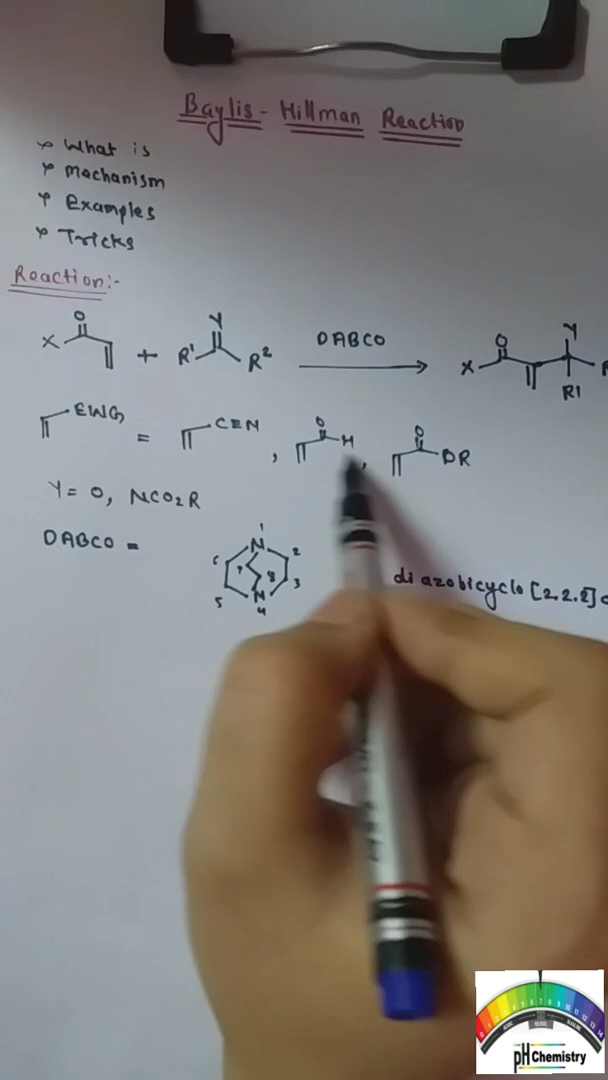 Baylis - Hillman Reaction
What is
mechanism
Examples
Tricks
Reaction:-
X O + R' Y R² DABCO X O Y R1
EWG = C≡N , O H , O OR
Y = O, NCO₂R
DABCO = N 1 2 3 N 4 5 6 7 8 diazobicyclo [2.2.2]
pH Chemistry